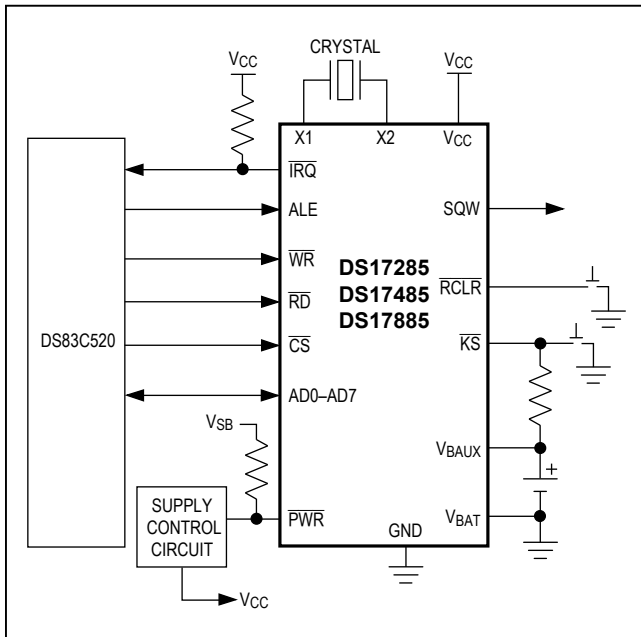 CRYSTAL
VCC
VCC
X1
X2
VCC
IRQ
ALE
SQW
WR
DS17285
DS17485
DS17885
RCLR
RD
DS83C520
CS
KS
AD0–AD7
VSB
VBAUX
+
SUPPLY
CONTROL
CIRCUIT
PWR
GND
VBAT
VCC